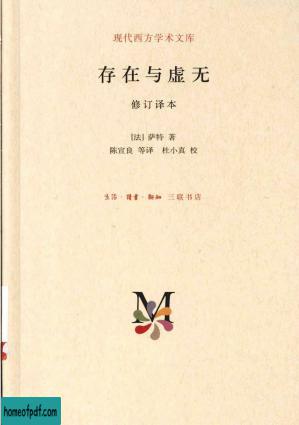 现代西方学术文库
存在与虚无
修订译本
[法] 萨特 著
陈宣良 等译 杜小真 校
生活·讀書·新知 三联书店
M
homeofpdf.com